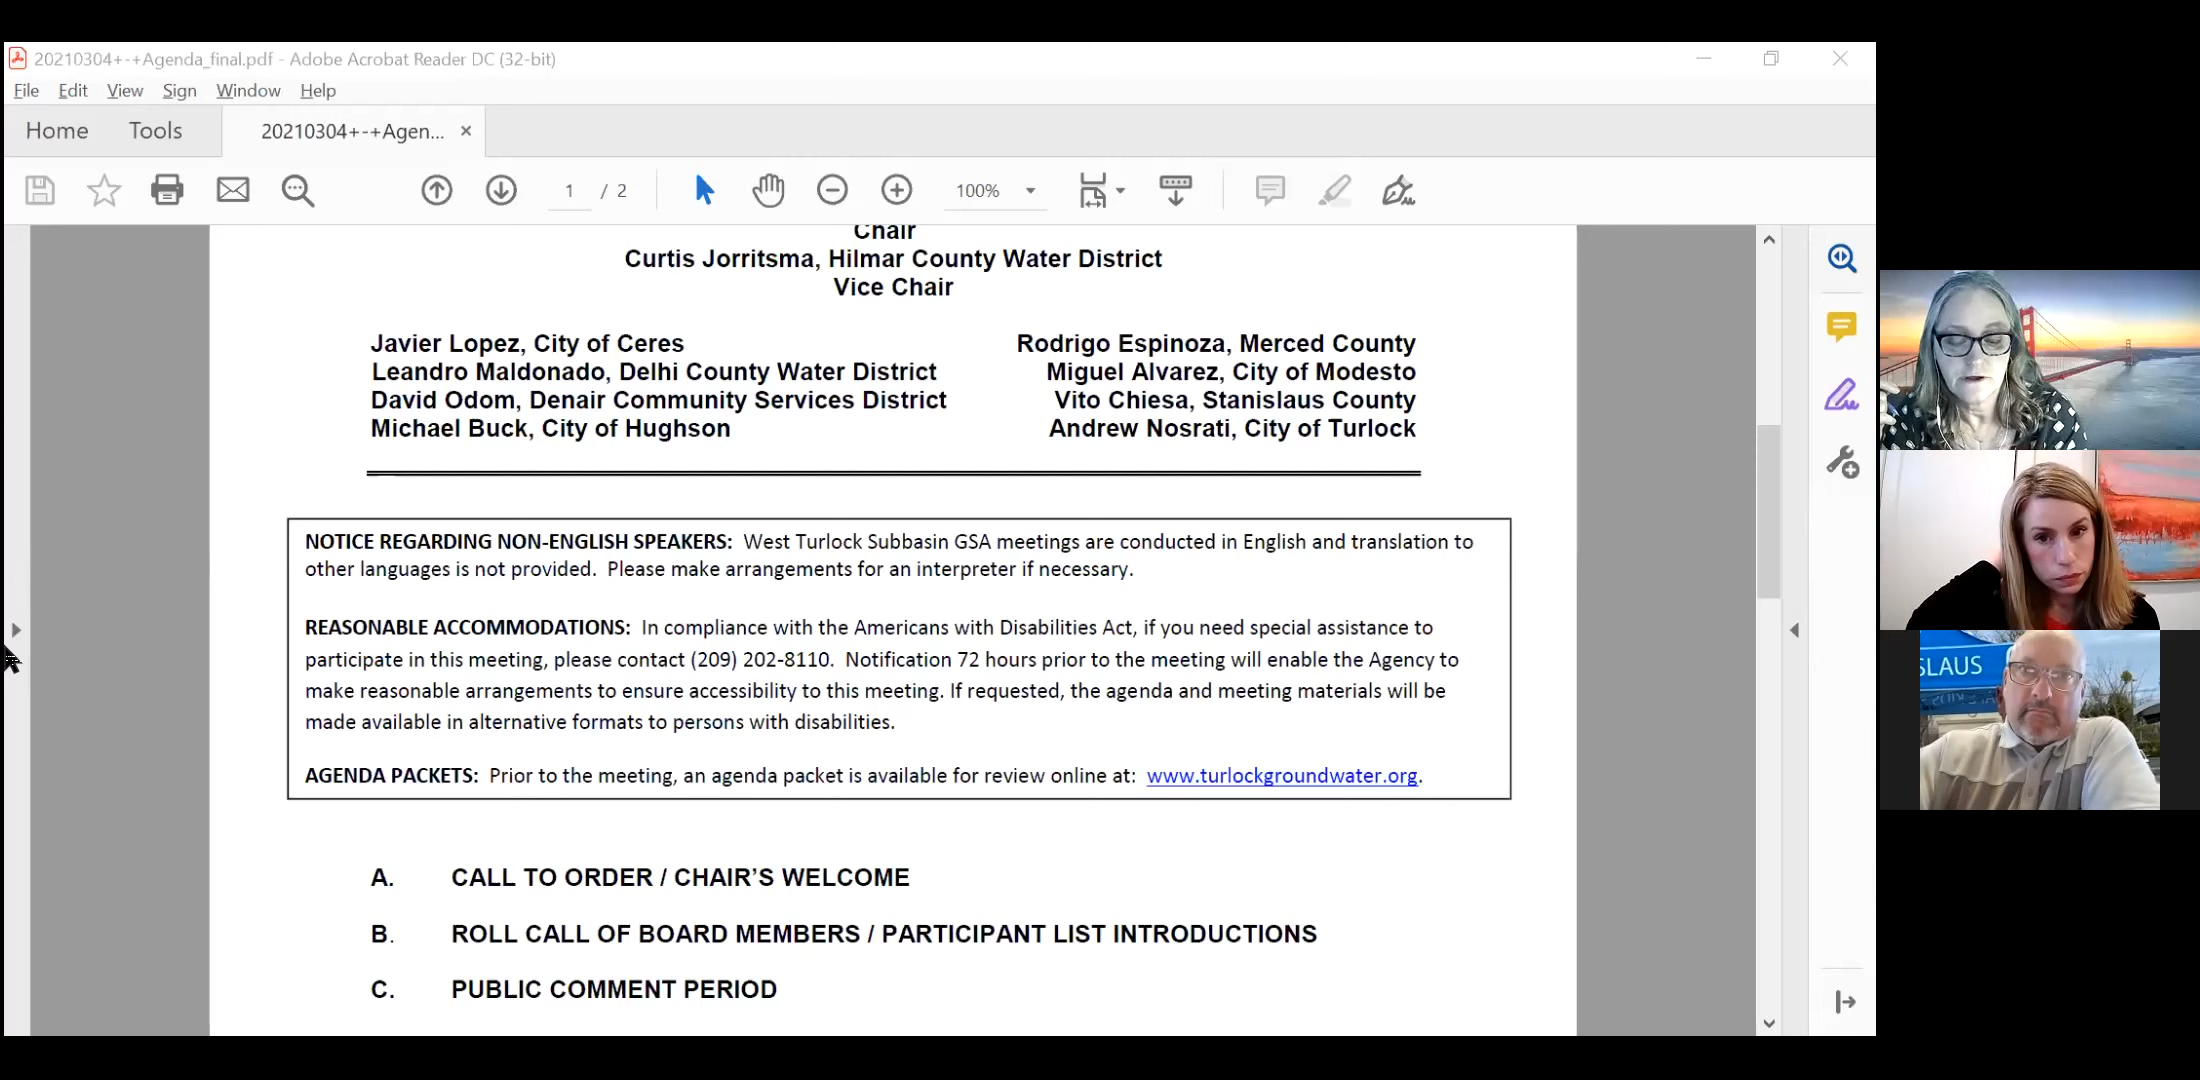 20210304+-+Agenda_final.pdf - Adobe Acrobat Reader DC (32-bit)
File Edit View Sign Window Help
Home Tools 20210304+-+Agen... ×
1 / 2 100%
Chair
Curtis Jorritsma, Hilmar County Water District
Vice Chair
Javier Lopez, City of Ceres
Leandro Maldonado, Delhi County Water District
David Odom, Denair Community Services District
Michael Buck, City of Hughson
Rodrigo Espinoza, Merced County
Miguel Alvarez, City of Modesto
Vito Chiesa, Stanislaus County
Andrew Nosrati, City of Turlock
NOTICE REGARDING NON-ENGLISH SPEAKERS: West Turlock Subbasin GSA meetings are conducted in English and translation to
other languages is not provided. Please make arrangements for an interpreter if necessary.
REASONABLE ACCOMMODATIONS: In compliance with the Americans with Disabilities Act, if you need special assistance to
participate in this meeting, please contact (209) 202-8110. Notification 72 hours prior to the meeting will enable the Agency to
make reasonable arrangements to ensure accessibility to this meeting. If requested, the agenda and meeting materials will be
made available in alternative formats to persons with disabilities.
AGENDA PACKETS: Prior to the meeting, an agenda packet is available for review online at: www.turlockgroundwater.org.
A. CALL TO ORDER / CHAIR'S WELCOME
B. ROLL CALL OF BOARD MEMBERS / PARTICIPANT LIST INTRODUCTIONS
C. PUBLIC COMMENT PERIOD
SLAUS